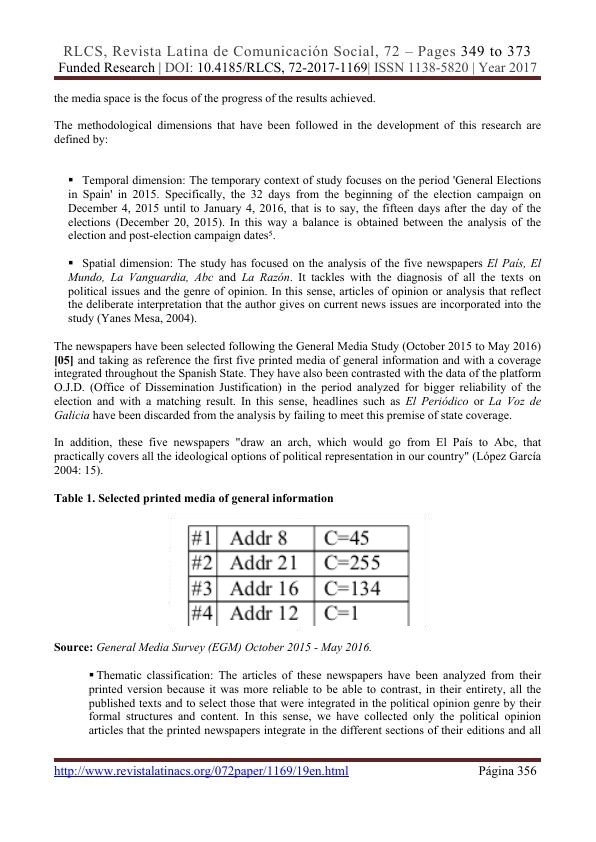 RLCS, Revista Latina de Comunicación Social, 72 – Pages 349 to 373
Funded Research | DOI: 10.4185/RLCS, 72-2017-1169| ISSN 1138-5820 | Year 2017
the media space is the focus of the progress of the results achieved.
The methodological dimensions that have been followed in the development of this research are
defined by:
▪ Temporal dimension: The temporary context of study focuses on the period 'General Elections
in Spain' in 2015. Specifically, the 32 days from the beginning of the election campaign on
December 4, 2015 until to January 4, 2016, that is to say, the fifteen days after the day of the
elections (December 20, 2015). In this way a balance is obtained between the analysis of the
election and post-election campaign dates⁵.
▪ Spatial dimension: The study has focused on the analysis of the five newspapers El País, El
Mundo, La Vanguardia, Abc and La Razón. It tackles with the diagnosis of all the texts on
political issues and the genre of opinion. In this sense, articles of opinion or analysis that reflect
the deliberate interpretation that the author gives on current news issues are incorporated into the
study (Yanes Mesa, 2004).
The newspapers have been selected following the General Media Study (October 2015 to May 2016)
[05] and taking as reference the first five printed media of general information and with a coverage
integrated throughout the Spanish State. They have also been contrasted with the data of the platform
O.J.D. (Office of Dissemination Justification) in the period analyzed for bigger reliability of the
election and with a matching result. In this sense, headlines such as El Periódico or La Voz de
Galicia have been discarded from the analysis by failing to meet this premise of state coverage.
In addition, these five newspapers "draw an arch, which would go from El País to Abc, that
practically covers all the ideological options of political representation in our country" (López García
2004: 15).
Table 1. Selected printed media of general information
#1 Addr 8 C=45
#2 Addr 21 C=255
#3 Addr 16 C=134
#4 Addr 12 C=1
Source: General Media Survey (EGM) October 2015 - May 2016.
▪ Thematic classification: The articles of these newspapers have been analyzed from their
printed version because it was more reliable to be able to contrast, in their entirety, all the
published texts and to select those that were integrated in the political opinion genre by their
formal structures and content. In this sense, we have collected only the political opinion
articles that the printed newspapers integrate in the different sections of their editions and all
http://www.revistalatinacs.org/072paper/1169/19en.html Página 356